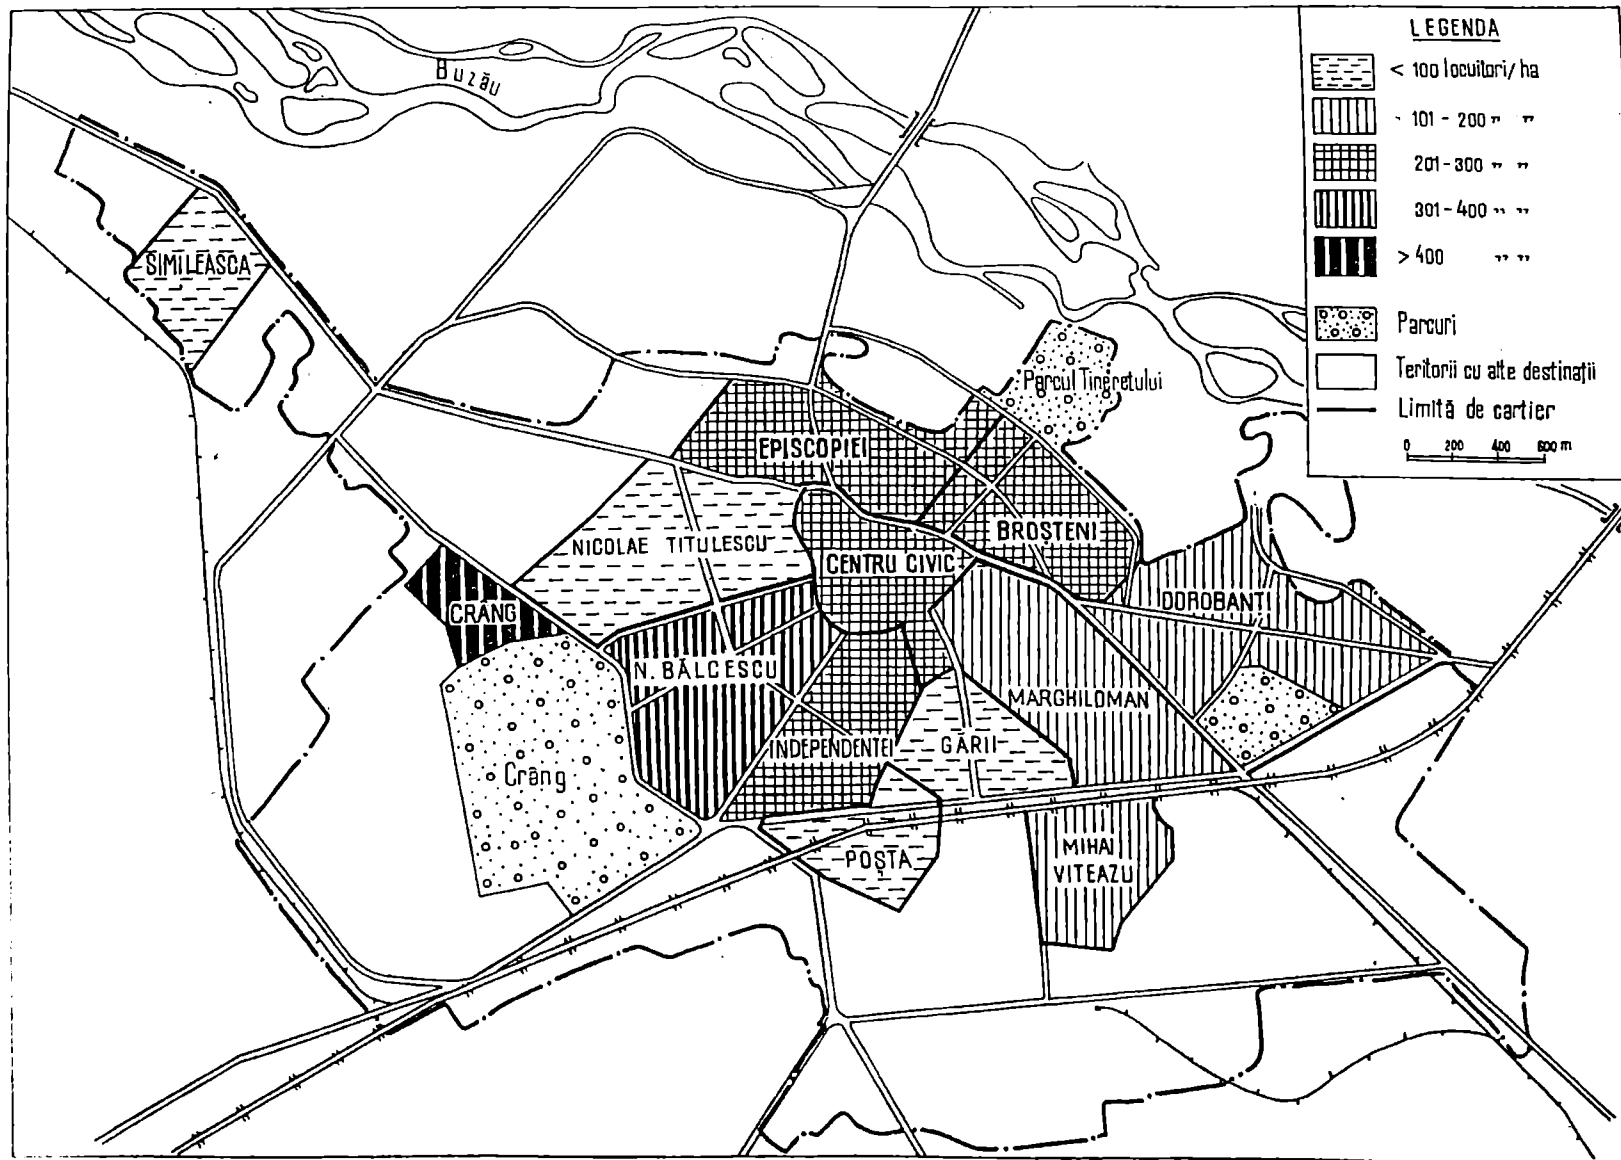 LEGENDA
< 100 locuitori/ha
101 - 200 " "
201 - 300 " "
301 - 400 " "
> 400 " "
Parcuri
Teritorii cu alte destinații
Limită de cartier
0 200 400 600 m
Buzău
SIMILEASCA
Parcul Tineretului
EPISCOPIEI
BROȘTENI
NICOLAE TITULESCU
CENTRU CIVIC
CRÂNG
DOROBANȚI
N. BĂLCESCU
MARGHILOMAN
INDEPENDENȚEI
GĂRII
Crâng
POȘTA
MIHAI
VITEAZU